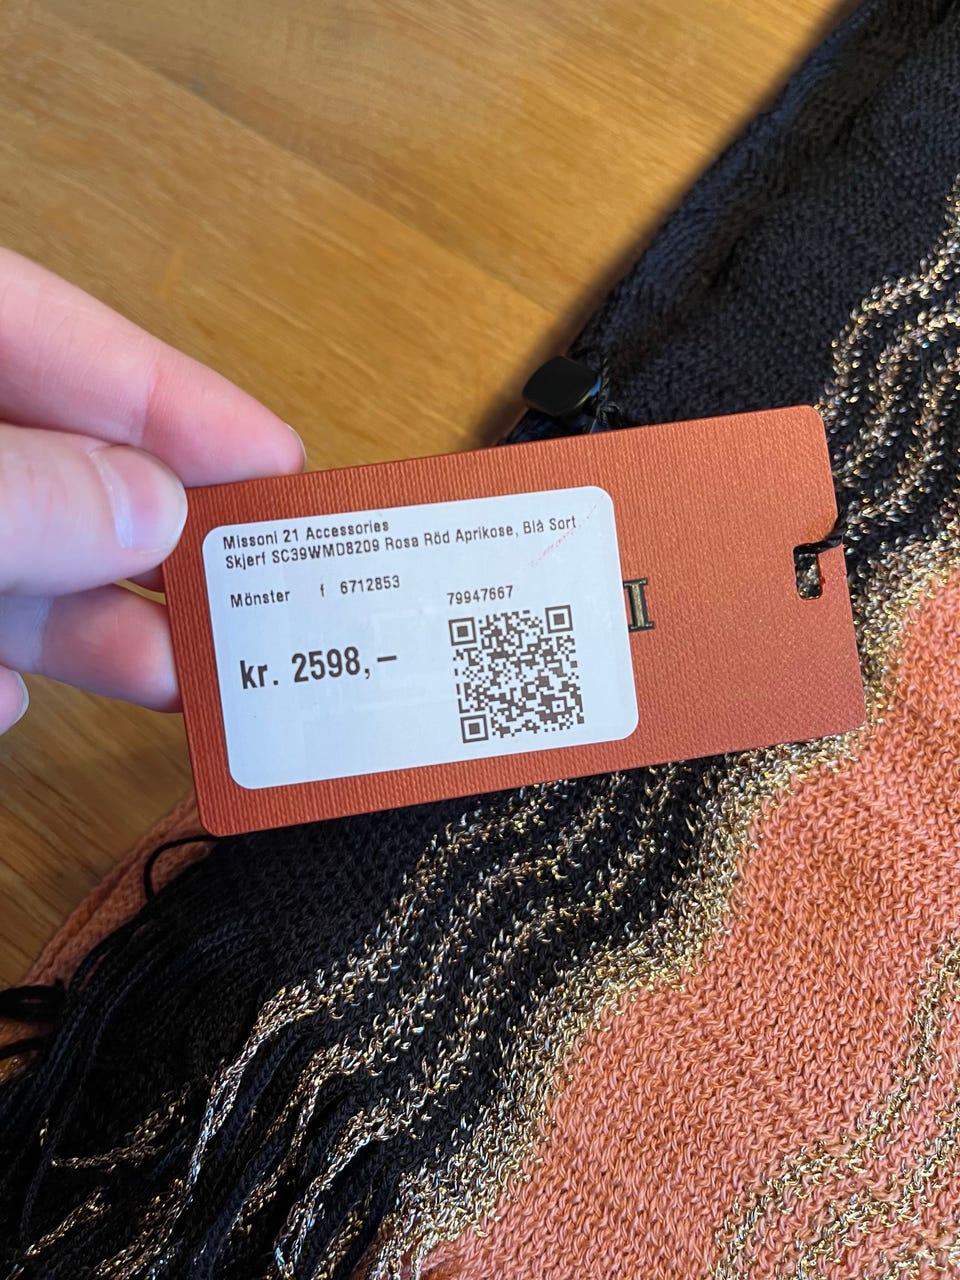 Missoni 21 Accessories
Skjerf SC39WMD8209 Rosa Röd Aprikose, Blå Sort,
Mönster f 6712853
79947667
kr. 2598,–